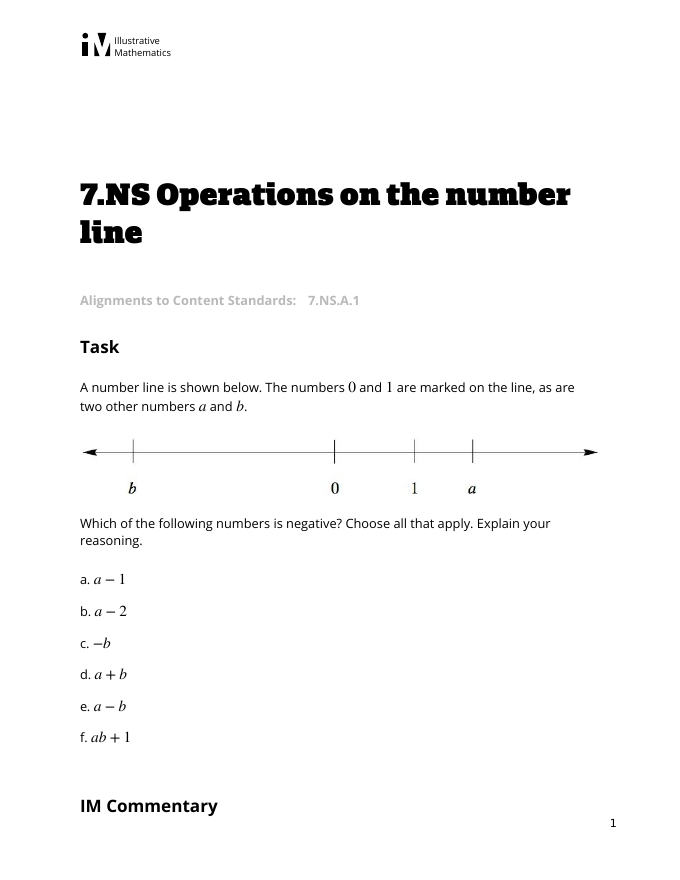 Illustrative
Mathematics
7.NS Operations on the number
line
Alignments to Content Standards: 7.NS.A.1
Task
A number line is shown below. The numbers 0 and 1 are marked on the line, as are
two other numbers a and b.
b 0 1 a
Which of the following numbers is negative? Choose all that apply. Explain your
reasoning.
a. a − 1
b. a − 2
c. −b
d. a + b
e. a − b
f. ab + 1
IM Commentary
1